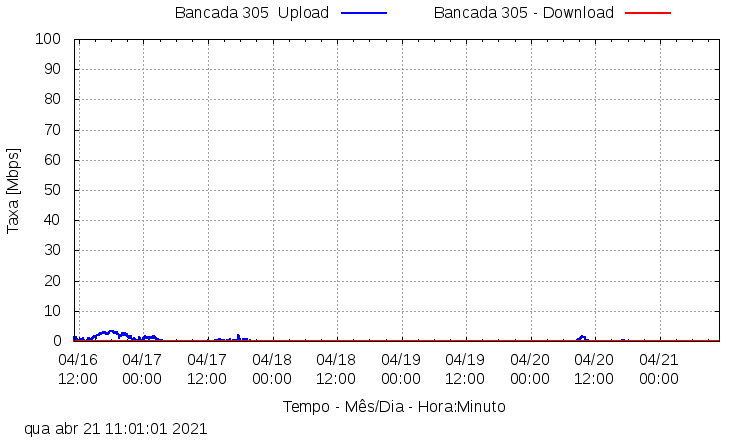 Bancada 305  Upload
Bancada 305 - Download
Taxa [Mbps]
100
90
80
70
60
50
40
30
20
10
0
04/16 04/17 04/17 04/18 04/18 04/19 04/19 04/20 04/20 04/21
12:00 00:00 12:00 00:00 12:00 00:00 12:00 00:00 12:00 00:00
Tempo - Mês/Dia - Hora:Minuto
qua abr 21 11:01:01 2021